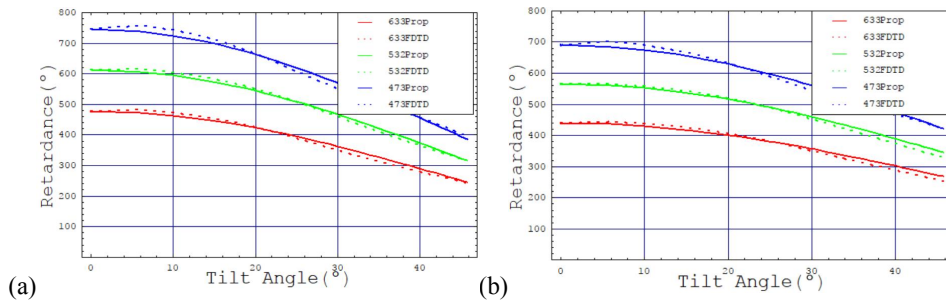 800
700
600
500
400
300
200
100
0
10
20
30
40
Retardance(°)
Tilt Angle(°)
633Prop
633FDTD
532Prop
532FDTD
473Prop
473FDTD
(a)
800
700
600
500
400
300
200
100
0
10
20
30
40
Retardance(°)
Tilt Angle(°)
633Prop
633FDTD
532Prop
532FDTD
473Prop
473FDTD
(b)